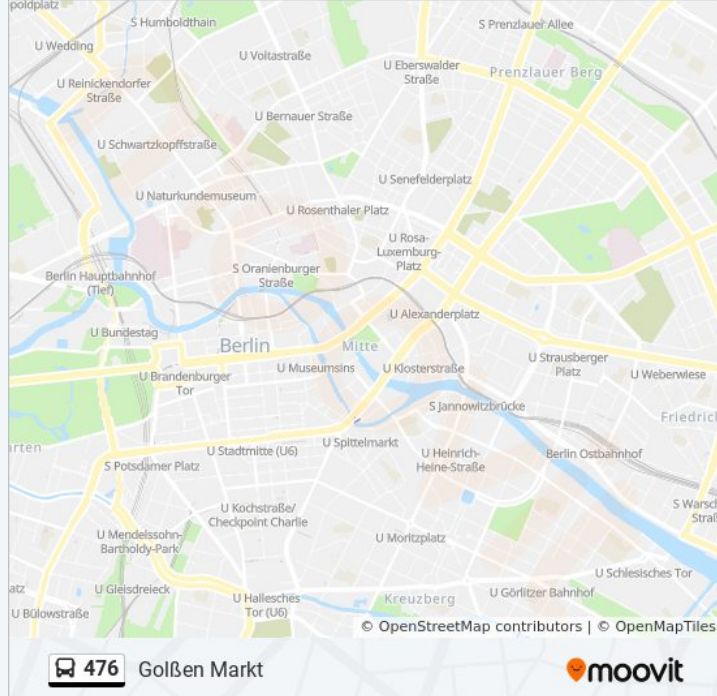 poldplatz
S Humboldthain
S Prenzlauer Allee
U Wedding
U Voltastraße
U Eberswalder
Straße
Prenzlauer Berg
U Reinickendorfer
Straße
U Bernauer Straße
U Schwartzkopffstraße
U Senefelderplatz
U Naturkundemuseum
U Rosenthaler Platz
U Rosa-
Luxemburg-
Platz
S Oranienburger
Straße
Berlin Hauptbahnhof
(Tief)
U Alexanderplatz
U Bundestag
Berlin
Mitte
U Strausberger
Platz
U Museumsins
U Klosterstraße
U Weberwiese
U Brandenburger
Tor
S Jannowitzbrücke
Friedrich
arten
U Spittelmarkt
U Stadtmitte (U6)
U Heinrich-
Heine-Straße
Berlin Ostbahnhof
S Potsdamer Platz
S Warsch
Straß
U Kochstraße/
Checkpoint Charlie
U Mendelssohn-
Bartholdy-Park
U Moritzplatz
U Schlesisches Tor
atz
U Gleisdreieck
U Hallesches
Tor (U6)
Kreuzberg
U Görlitzer Bahnhof
U Bülowstraße
© OpenStreetMap contributors | © OpenMapTiles
476 Golßen Markt
moovit